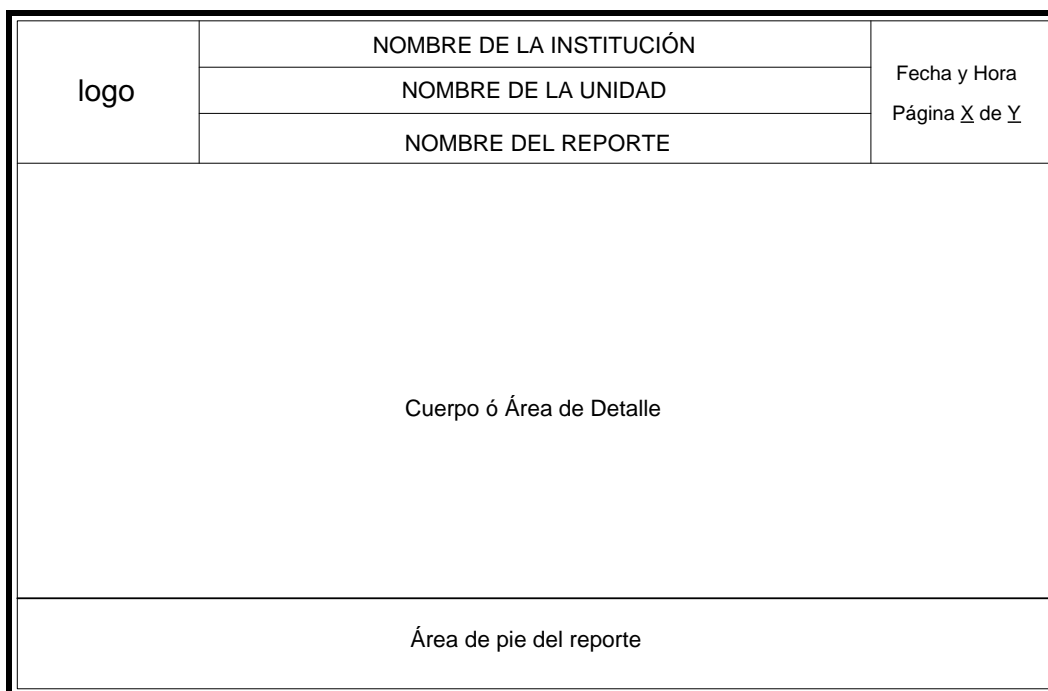 logo
NOMBRE DE LA INSTITUCIÓN
NOMBRE DE LA UNIDAD
NOMBRE DEL REPORTE
Fecha y Hora
Página X de Y
Cuerpo ó Área de Detalle
Área de pie del reporte